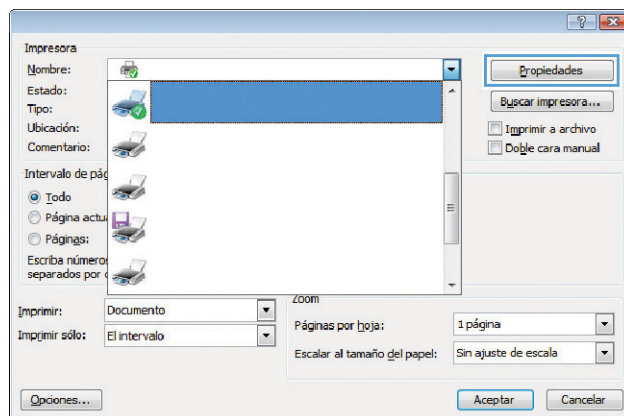 Impresora
Nombre:
Propiedades
Estado:
Tipo:
Buscar impresora...
Ubicación:
Imprimir a archivo
Comentario:
Doble cara manual
Intervalo de pág
Todo
Página actu
Páginas:
Escriba números
separados por
Zoom
Imprimir:
Documento
Páginas por hoja:
1 página
Imprimir sólo:
El intervalo
Escalar al tamaño del papel:
Sin ajuste de escala
Opciones...
Aceptar
Cancelar